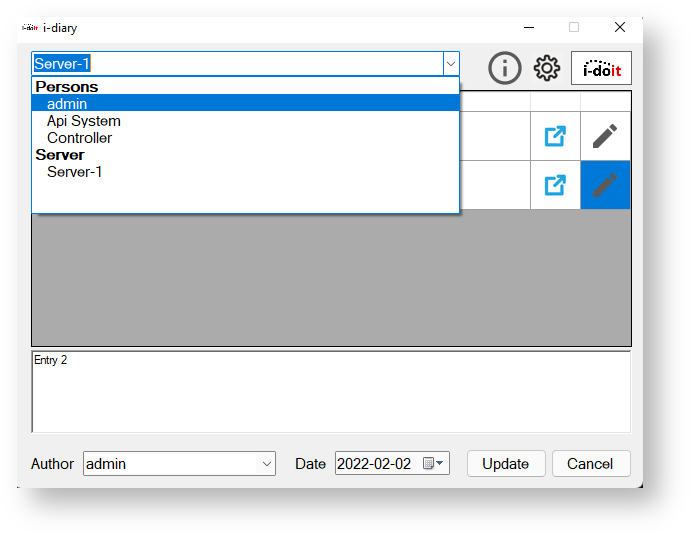 i-doit i-diary
Server-1
i-doit
Persons
admin
Api System
Controller
Server
Server-1
Entry 2
Author admin Date 2022-02-02 Update Cancel